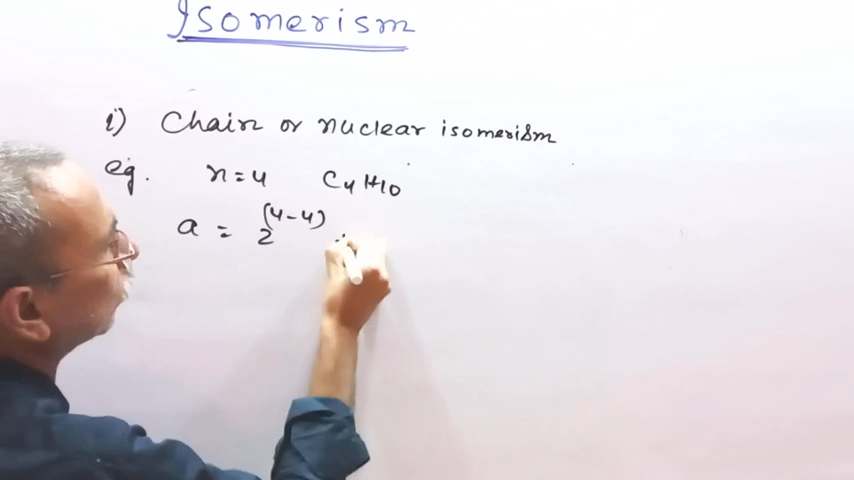 Isomerism
i) Chain or nuclear isomerism
eg. n=4 C4H10
a = 2(4-4)